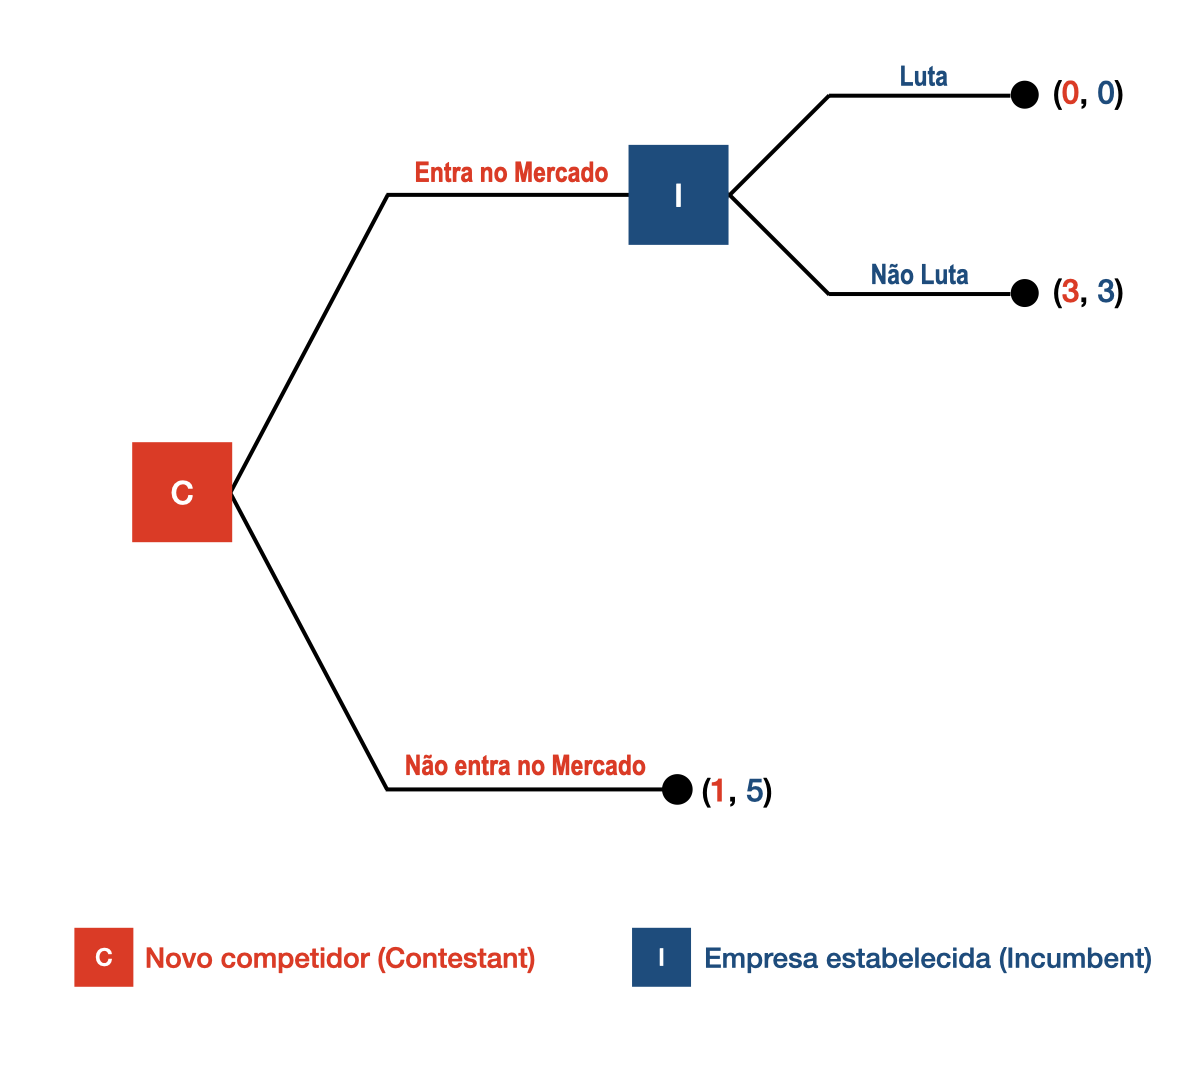 Luta
(0, 0)
Entra no Mercado
I
Não Luta
(3, 3)
C
Não entra no Mercado
(1, 5)
C Novo competidor (Contestant)
I Empresa estabelecida (Incumbent)